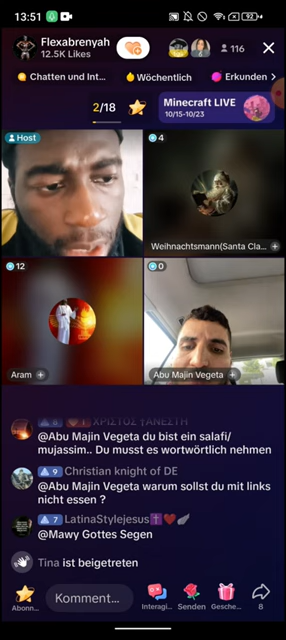 13:51
92
Flexabrenyah
12.5K Likes
116
Chatten und Int...
Wöchentlich
Erkunden
2/18
Minecraft LIVE
10/15-10/23
Host
4
Weihnachtsmann(Santa Cla...
12
Aram
0
Abu Majin Vegeta
ΧΡΙΣΤΟΣ ΥΑΝΕΣΤΗ
@Abu Majin Vegeta du bist ein salafi/
mujassim.. Du musst es wortwörtlich nehmen
9 Christian knight of DE
@Abu Majin Vegeta warum sollst du mit links
nicht essen ?
7 LatinaStylejesus✝️❤️🪽
@Mawy Gottes Segen
Tina ist beigetreten
Abonn...
Komment...
Interagi...
Senden
Gesche...
8